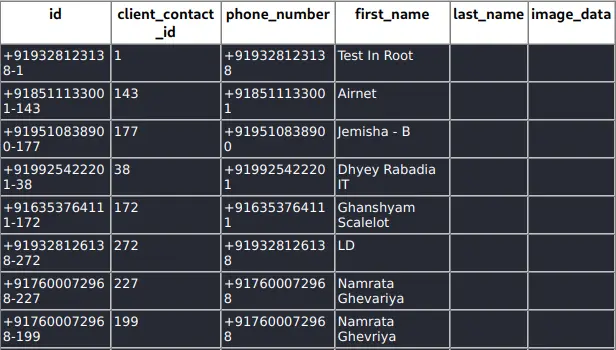 id client_contact_id phone_number first_name last_name image_data
+919328123138-1 1 +919328123138 Test In Root
+918511133001-143 143 +918511133001 Airnet
+919510838900-177 177 +919510838900 Jemisha - B
+919925422201-38 38 +919925422201 Dhyey Rabadia IT
+916353764111-172 172 +916353764111 Ghanshyam Scalelot
+919328126138-272 272 +919328126138 LD
+917600072968-227 227 +917600072968 Namrata Ghevariya
+917600072968-199 199 +917600072968 Namrata Ghevriya